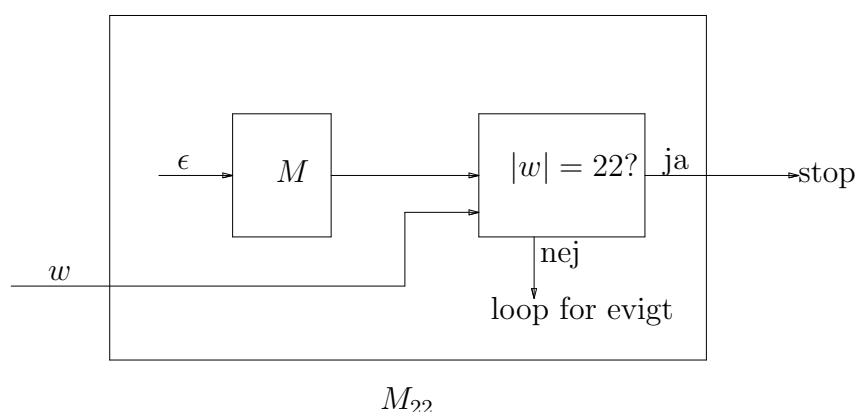 ϵ
M
|w| = 22?
ja
stop
w
nej
loop for evigt
M₂₂